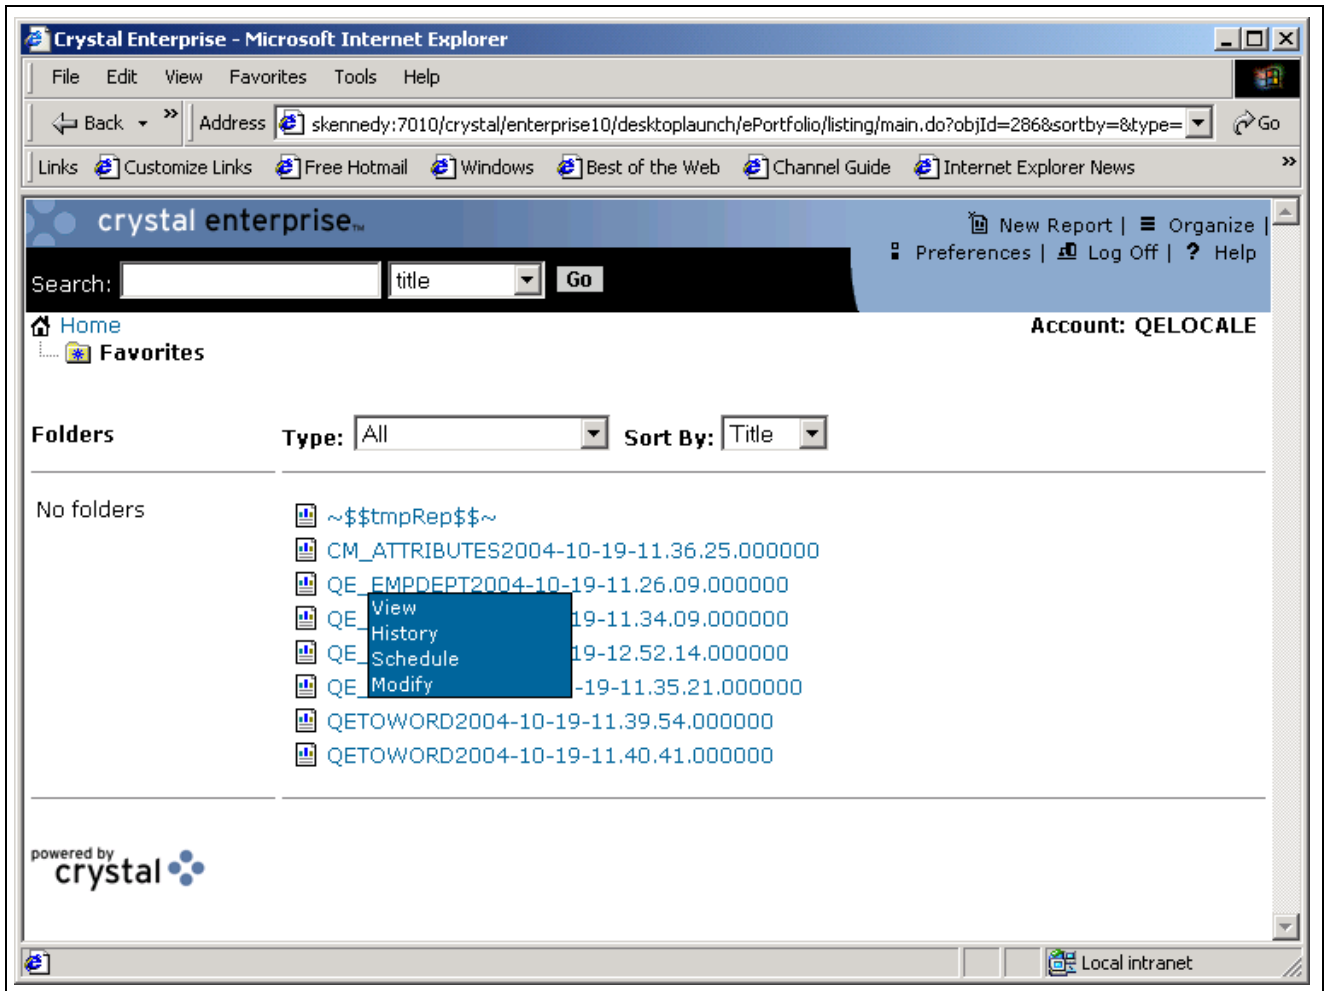 Crystal Enterprise - Microsoft Internet Explorer
File Edit View Favorites Tools Help
Back » Address skennedy:7010/crystal/enterprise10/desktoplaunch/ePortfolio/listing/main.do?objId=286&sortby=&type= Go
Links Customize Links Free Hotmail Windows Best of the Web Channel Guide Internet Explorer News »
crystal enterprise™
New Report | Organize |
Preferences | Log Off | ? Help
Search: title Go
Home Account: QELOCALE
Favorites
Folders Type: All Sort By: Title
No folders
~$$tmpRep$$~
CM_ATTRIBUTES2004-10-19-11.36.25.000000
QE_EMPDEPT2004-10-19-11.26.09.000000
QE_ 19-11.34.09.000000
QE_ 19-12.52.14.000000
QE_ -19-11.35.21.000000
View
History
Schedule
Modify
QETOWORD2004-10-19-11.39.54.000000
QETOWORD2004-10-19-11.40.41.000000
powered by
crystal
Local intranet